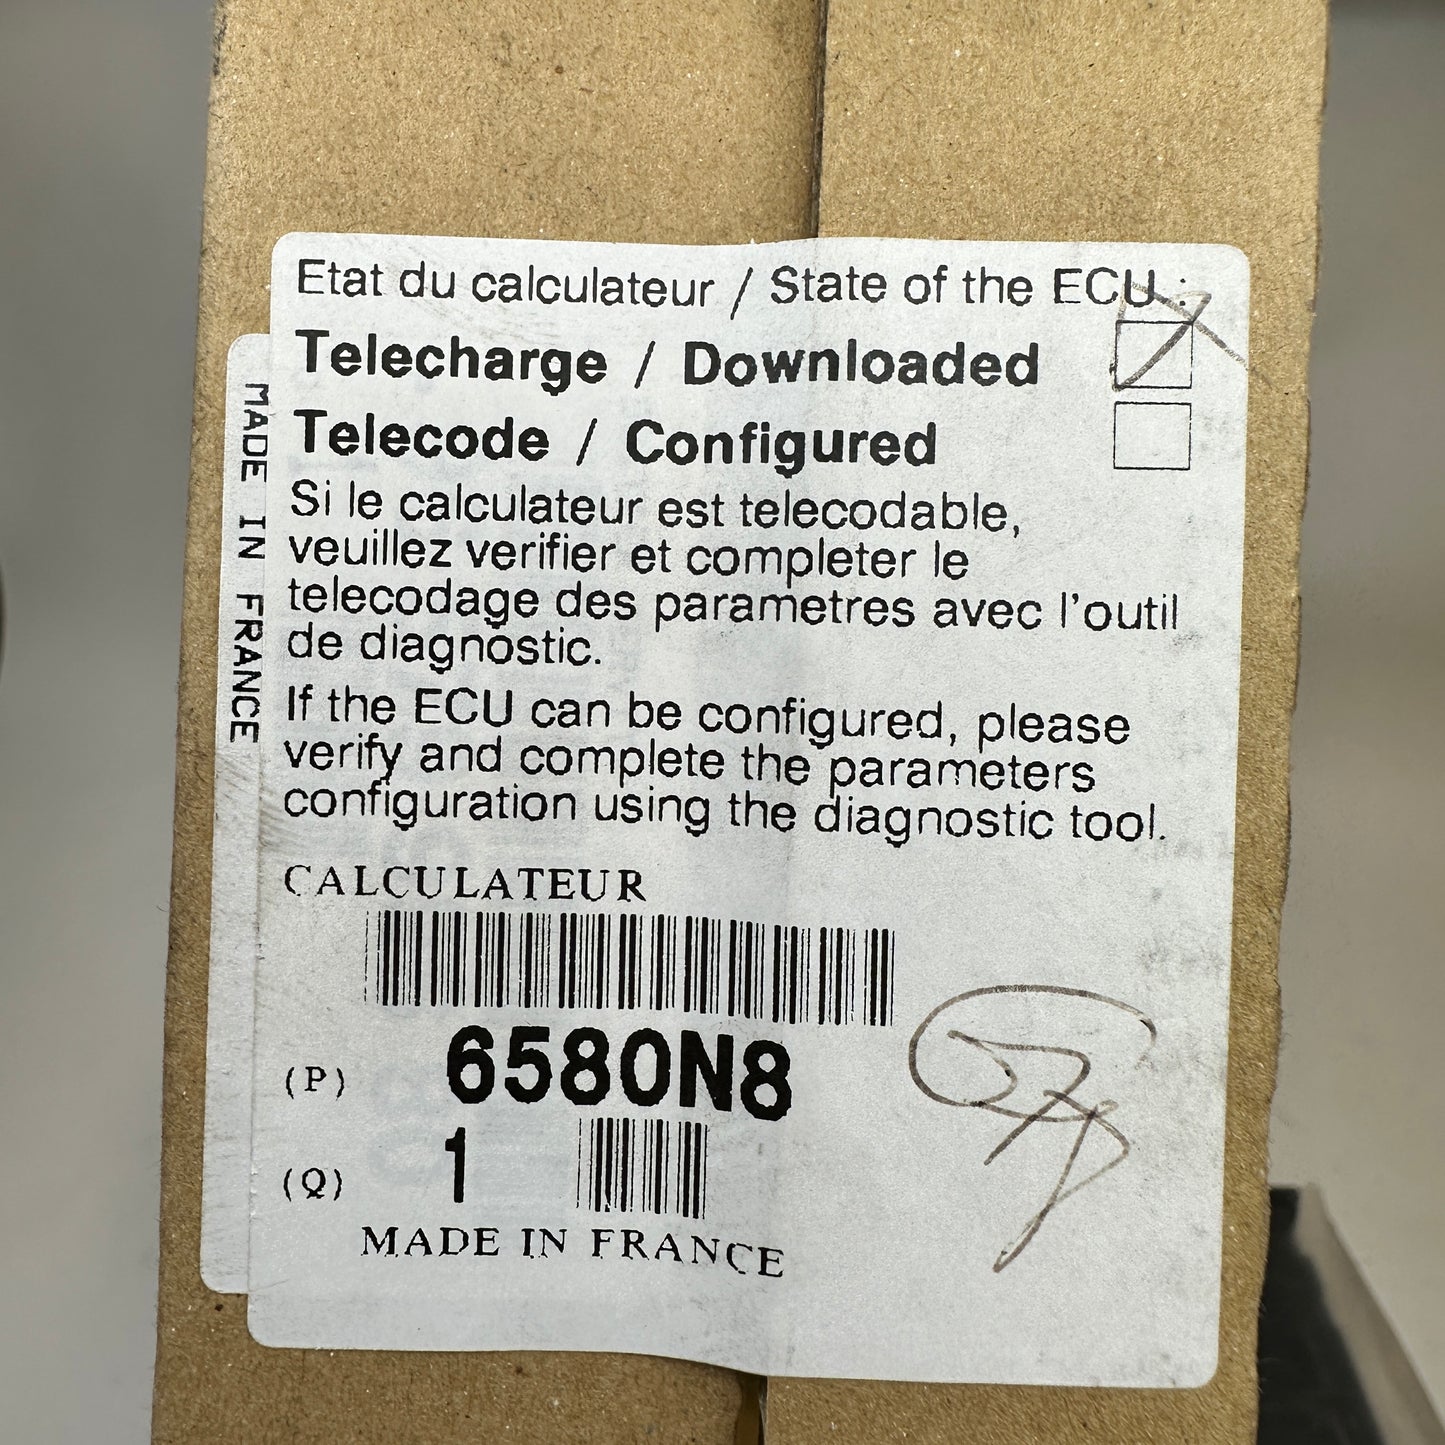 Etat du calculateur / State of the ECU :
Telecharge / Downloaded
Telecode / Configured
Si le calculateur est telecodable,
veuillez verifier et completer le
telecodage des parametres avec l'outil
de diagnostic.
If the ECU can be configured, please
verify and complete the parameters
configuration using the diagnostic tool.
CALCULATEUR
(P) 6580N8
(Q) 1
MADE IN FRANCE
MADE IN FRANCE